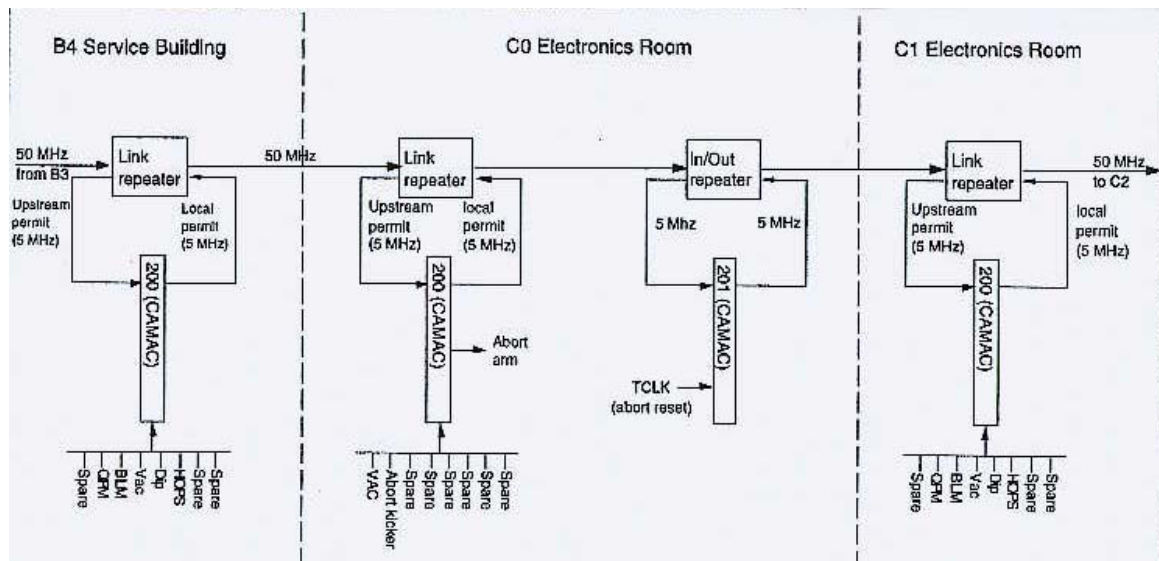 B4 Service Building
C0 Electronics Room
C1 Electronics Room
50 MHz
from B3
Link
repeater
50 MHz
Link
repeater
In/Out
repeater
Link
repeater
50 MHz
to C2
Upstream
permit
(5 MHz)
Local
permit
(5 MHz)
Upstream
permit
(5 MHz)
local
permit
(5 MHz)
5 Mhz
5 MHz
Upstream
permit
(5 MHz)
local
permit
(5 MHz)
200 (CAMAC)
200 (CAMAC)
Abort
arm
201 (CAMAC)
TCLK
(abort reset)
200 (CAMAC)
Spare
QPM
BLM
Vac
Dip
HOPS
Spare
Spare
VAC
Abort kicker
Spare
Spare
Spare
Spare
Spare
Spare
Spare
QPM
BLM
Vac
Dip
HOPS
Spare
Spare